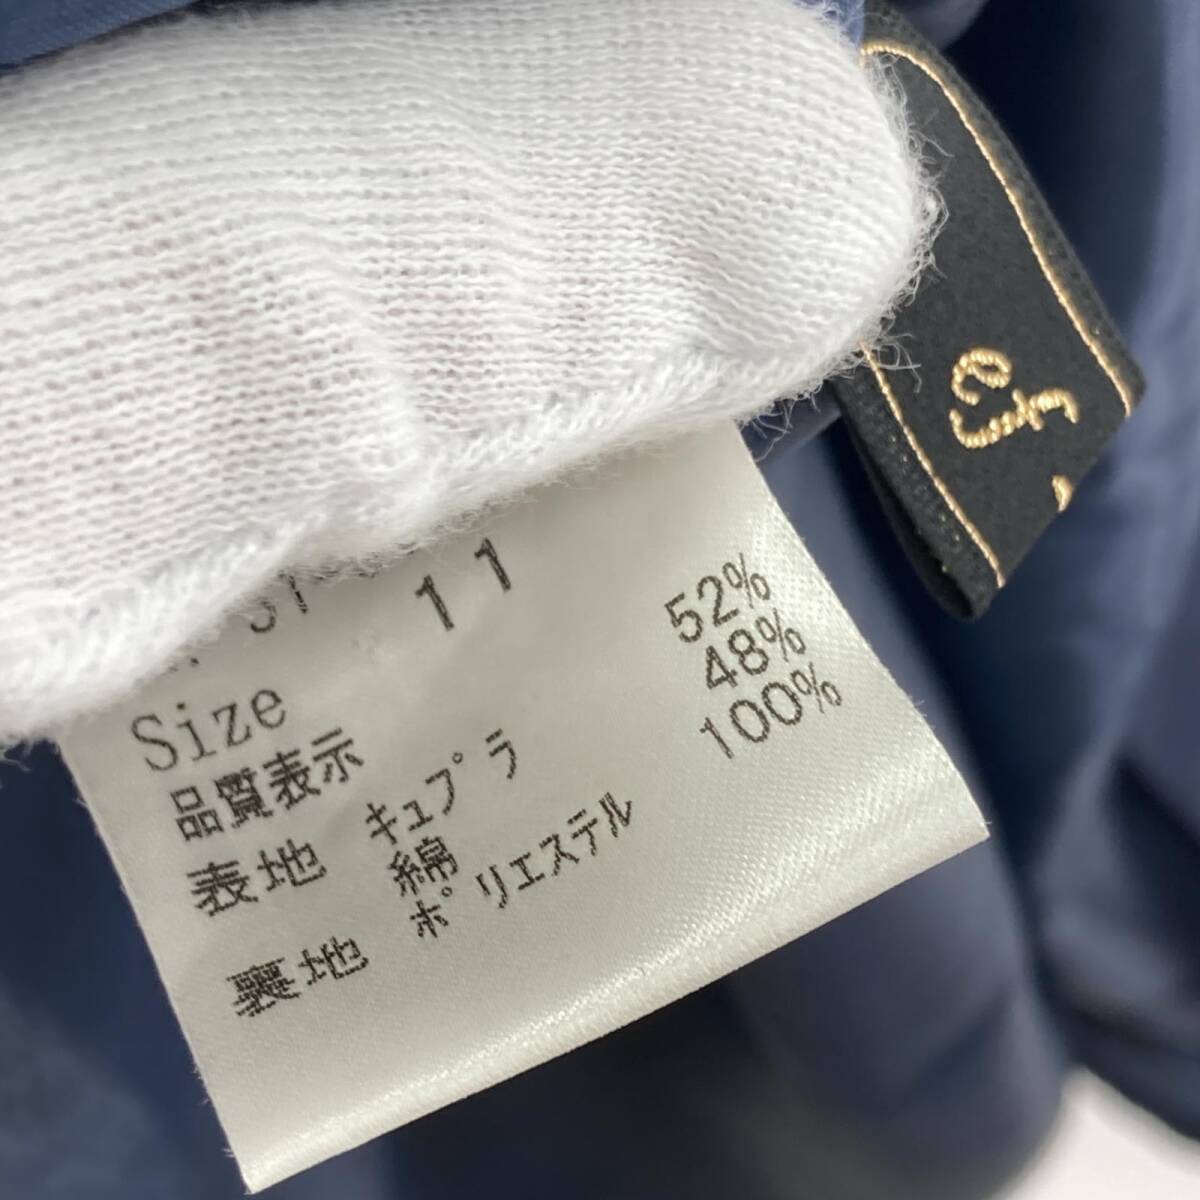 11
Size
品質表示
表地 キュプラ 52%
綿 48%
裏地 ポリエステル 100%